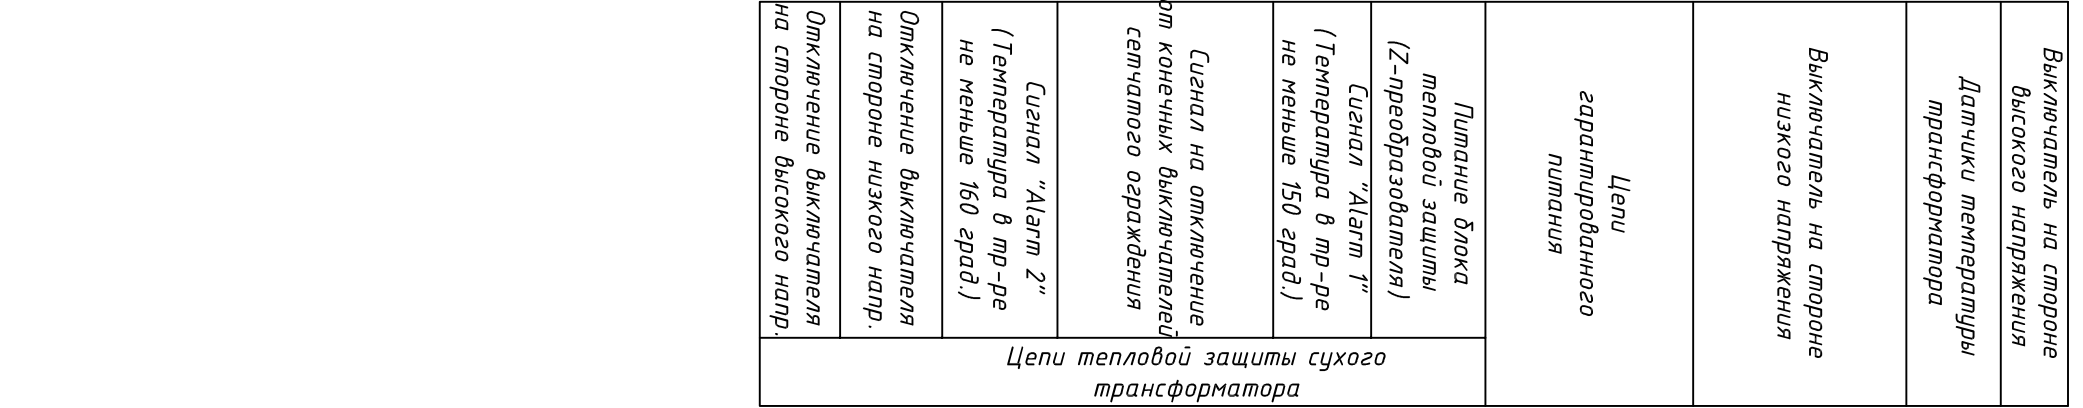 Отключение выключателя
на стороне высокого напр.
Отключение выключателя
на стороне низкого напр.
Сигнал "Alarm 2"
(Температура в тр-ре
не меньше 160 град.)
Сигнал на отключение
от конечных выключателей
сетчатого ограждения
Сигнал "Alarm 1"
(Температура в тр-ре
не меньше 150 град.)
Питание блока
тепловой защиты
(Z-преобразователя)
Цепи
гарантированного
питания
Выключатель на стороне
низкого напряжения
Датчики температуры
трансформатора
Выключатель на стороне
высокого напряжения
Цепи тепловой защиты сухого
трансформатора